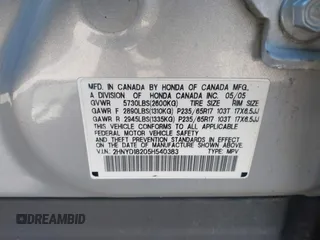 MFD. IN CANADA BY HONDA OF CANADA MFG.,
A DIVISION OF HONDA CANADA INC. 05/05
GVWR 5730LBS(2600KG) TIRE SIZE RIM SIZE
GAWR F 2890LBS(1310KG) P235/65R17 103T 17X6.5JJ
GAWR R 2945LBS(1335KG) P235/65R17 103T 17X6.5JJ
THIS VEHICLE CONFORMS TO ALL APPLICABLE
FEDERAL MOTOR VEHICLE SAFETY STANDARDS
IN EFFECT ON THE DATE OF MANUFACTURE
SHOWN ABOVE.
2HNYD18205H540383 TYPE: MPV
DREAMBID